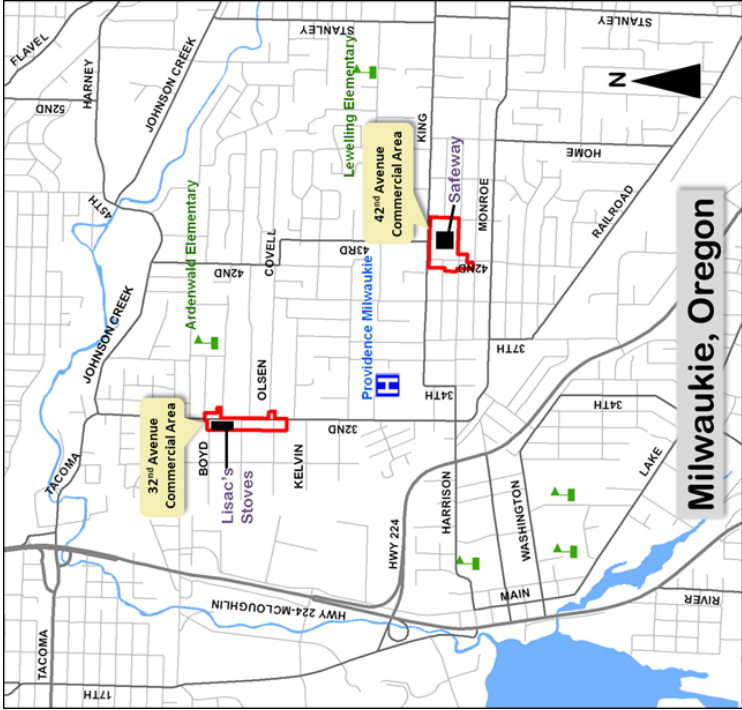 FLAVEL
52ND
HARNEY
JOHNSON CREEK
STANLEY
STANLEY
45TH
Lewelling Elementary
KING
42nd Avenue
Commercial Area
Safeway
MONROE
HOME
RAILROAD
N
Ardenwald Elementary
42ND
COVELL
43RD
42ND
JOHNSON CREEK
TACOMA
32nd Avenue
Commercial Area
BOYD
OLSEN
Lisac's
Stoves
KELVIN
32ND
Providence Milwaukie
H
34TH
37TH
34TH
HARRISON
WASHINGTON
LAKE
MAIN
HWY 224
HWY 224-MCLOUGHLIN
TACOMA
17TH
RIVER
Milwaukie, Oregon